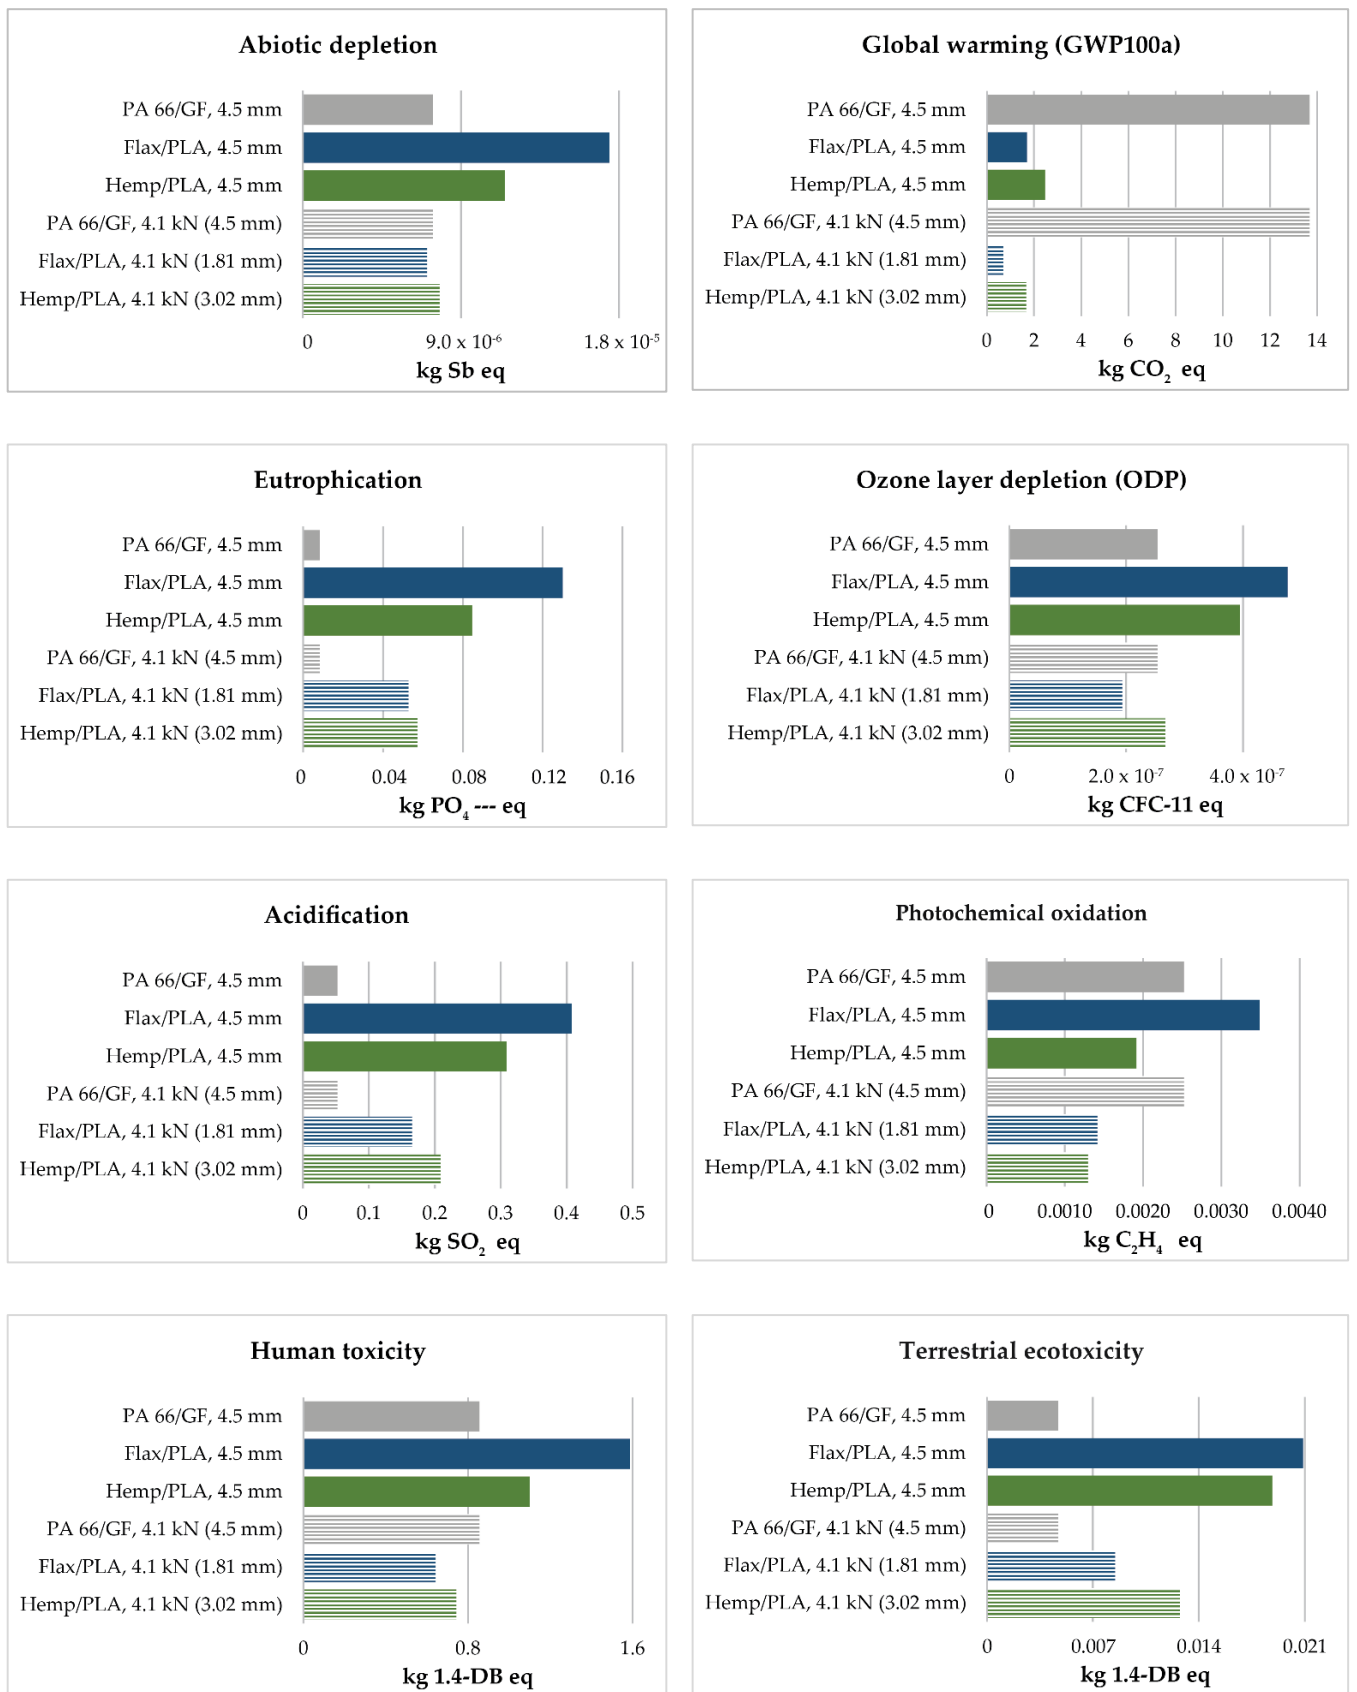 Abiotic depletion
PA 66/GF, 4.5 mm
Flax/PLA, 4.5 mm
Hemp/PLA, 4.5 mm
PA 66/GF, 4.1 kN (4.5 mm)
Flax/PLA, 4.1 kN (1.81 mm)
Hemp/PLA, 4.1 kN (3.02 mm)
0 9.0 x 10⁻⁶ 1.8 x 10⁻⁵
kg Sb eq
Global warming (GWP100a)
PA 66/GF, 4.5 mm
Flax/PLA, 4.5 mm
Hemp/PLA, 4.5 mm
PA 66/GF, 4.1 kN (4.5 mm)
Flax/PLA, 4.1 kN (1.81 mm)
Hemp/PLA, 4.1 kN (3.02 mm)
0 2 4 6 8 10 12 14
kg CO₂ eq
Eutrophication
PA 66/GF, 4.5 mm
Flax/PLA, 4.5 mm
Hemp/PLA, 4.5 mm
PA 66/GF, 4.1 kN (4.5 mm)
Flax/PLA, 4.1 kN (1.81 mm)
Hemp/PLA, 4.1 kN (3.02 mm)
0 0.04 0.08 0.12 0.16
kg PO₄ --- eq
Ozone layer depletion (ODP)
PA 66/GF, 4.5 mm
Flax/PLA, 4.5 mm
Hemp/PLA, 4.5 mm
PA 66/GF, 4.1 kN (4.5 mm)
Flax/PLA, 4.1 kN (1.81 mm)
Hemp/PLA, 4.1 kN (3.02 mm)
0 2.0 x 10⁻⁷ 4.0 x 10⁻⁷
kg CFC-11 eq
Acidification
PA 66/GF, 4.5 mm
Flax/PLA, 4.5 mm
Hemp/PLA, 4.5 mm
PA 66/GF, 4.1 kN (4.5 mm)
Flax/PLA, 4.1 kN (1.81 mm)
Hemp/PLA, 4.1 kN (3.02 mm)
0 0.1 0.2 0.3 0.4 0.5
kg SO₂ eq
Photochemical oxidation
PA 66/GF, 4.5 mm
Flax/PLA, 4.5 mm
Hemp/PLA, 4.5 mm
PA 66/GF, 4.1 kN (4.5 mm)
Flax/PLA, 4.1 kN (1.81 mm)
Hemp/PLA, 4.1 kN (3.02 mm)
0 0.0010 0.0020 0.0030 0.0040
kg C₂H₄ eq
Human toxicity
PA 66/GF, 4.5 mm
Flax/PLA, 4.5 mm
Hemp/PLA, 4.5 mm
PA 66/GF, 4.1 kN (4.5 mm)
Flax/PLA, 4.1 kN (1.81 mm)
Hemp/PLA, 4.1 kN (3.02 mm)
0 0.8 1.6
kg 1.4-DB eq
Terrestrial ecotoxicity
PA 66/GF, 4.5 mm
Flax/PLA, 4.5 mm
Hemp/PLA, 4.5 mm
PA 66/GF, 4.1 kN (4.5 mm)
Flax/PLA, 4.1 kN (1.81 mm)
Hemp/PLA, 4.1 kN (3.02 mm)
0 0.007 0.014 0.021
kg 1.4-DB eq